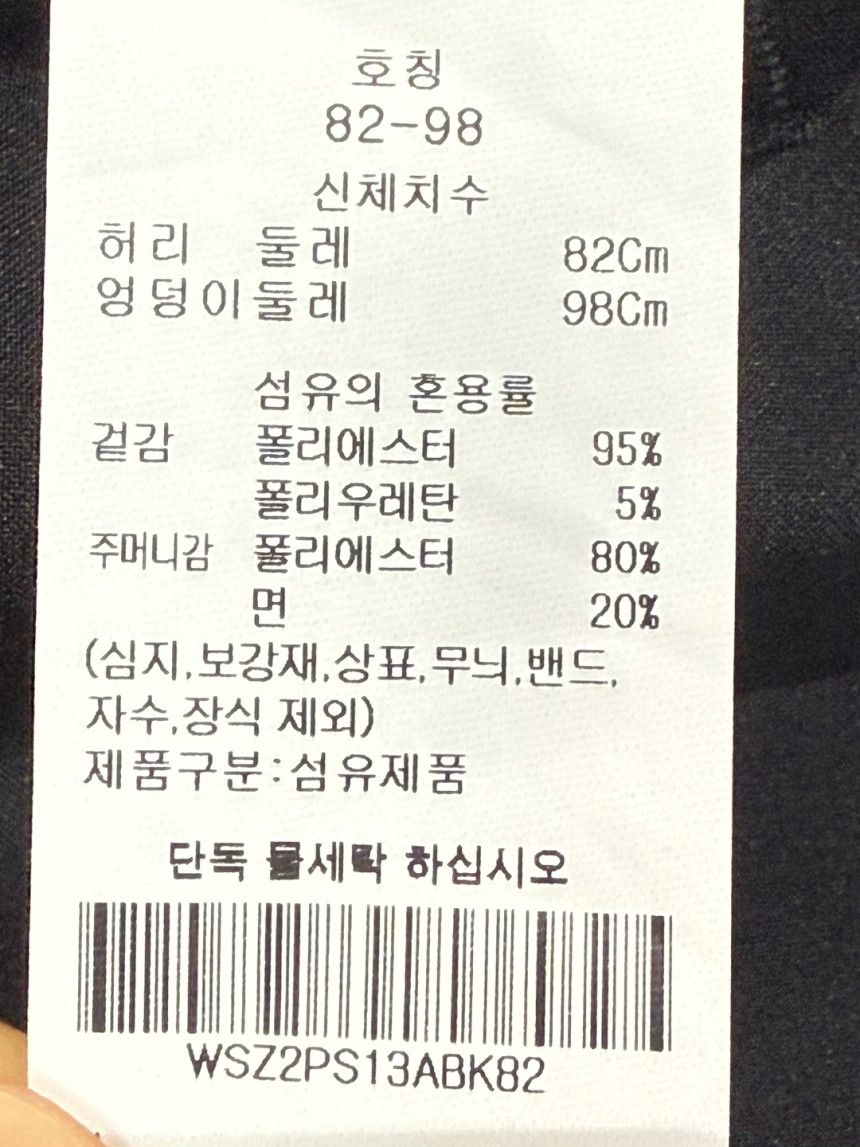 호칭
82-98
신체치수
허리 둘레 82Cm
엉덩이둘레 98Cm
섬유의 혼용률
겉감 폴리에스터 95%
폴리우레탄 5%
주머니감 폴리에스터 80%
면 20%
(심지,보강재,상표,무늬,밴드,
자수,장식 제외)
제품구분:섬유제품
단독 물세탁 하십시오
WSZ2PS13ABK82